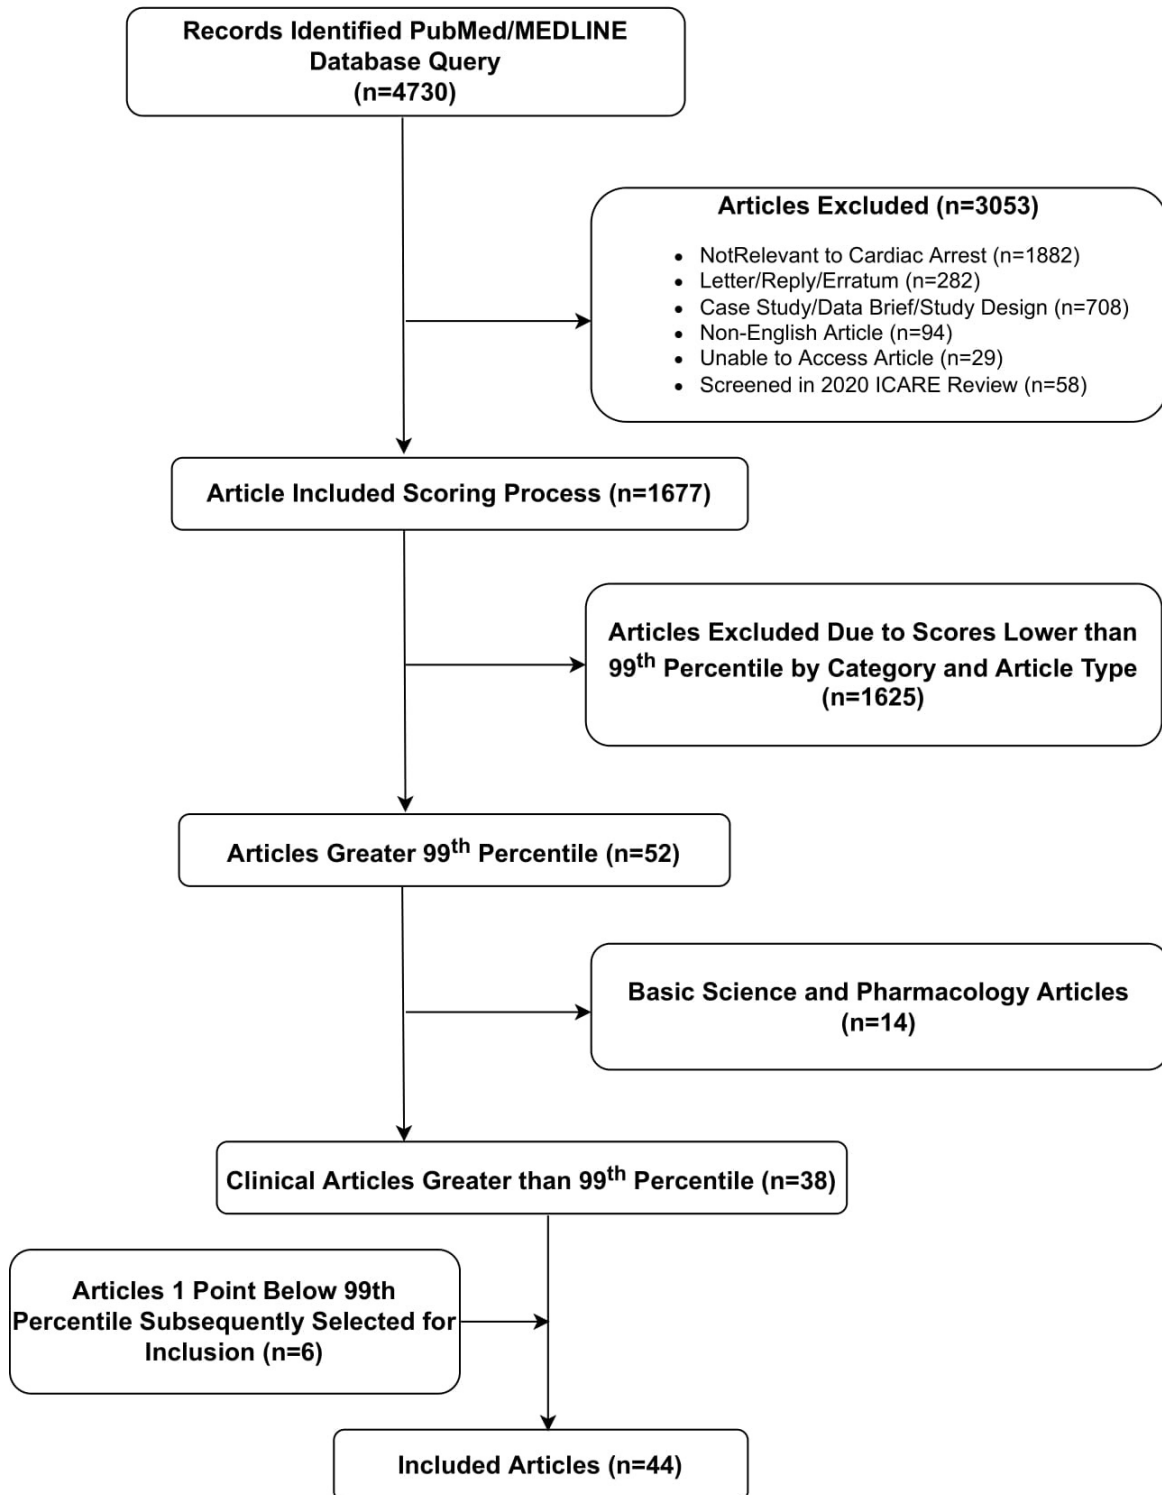 Records Identified PubMed/MEDLINE
Database Query
(n=4730)
Articles Excluded (n=3053)
• NotRelevant to Cardiac Arrest (n=1882)
• Letter/Reply/Erratum (n=282)
• Case Study/Data Brief/Study Design (n=708)
• Non-English Article (n=94)
• Unable to Access Article (n=29)
• Screened in 2020 ICARE Review (n=58)
Article Included Scoring Process (n=1677)
Articles Excluded Due to Scores Lower than
99th Percentile by Category and Article Type
(n=1625)
Articles Greater 99th Percentile (n=52)
Basic Science and Pharmacology Articles
(n=14)
Clinical Articles Greater than 99th Percentile (n=38)
Articles 1 Point Below 99th
Percentile Subsequently Selected for
Inclusion (n=6)
Included Articles (n=44)